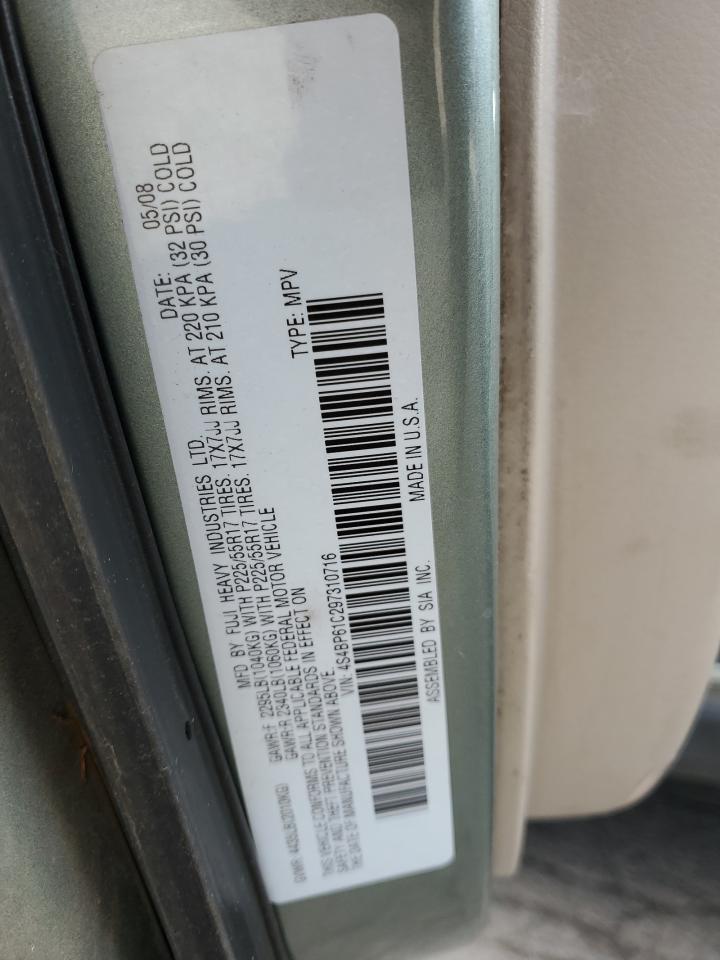 MFD BY FUJI HEAVY INDUSTRIES LTD. DATE: 05/08
GVWR: 4435LB(2010KG) GAWR:F 2295LB(1040KG) WITH P225/55R17 TIRES. 17X7JJ RIMS. AT 220 KPA (32 PSI) COLD
GAWR:R 2340LB(1060KG) WITH P225/55R17 TIRES. 17X7JJ RIMS. AT 210 KPA (30 PSI) COLD
THIS VEHICLE CONFORMS TO ALL APPLICABLE FEDERAL MOTOR VEHICLE
SAFETY AND THEFT PREVENTION STANDARDS IN EFFECT ON
THE DATE OF MANUFACTURE SHOWN ABOVE.
VIN: 4S4BP61C297310716 TYPE: MPV
ASSEMBLED BY SIA INC. MADE IN U.S.A.